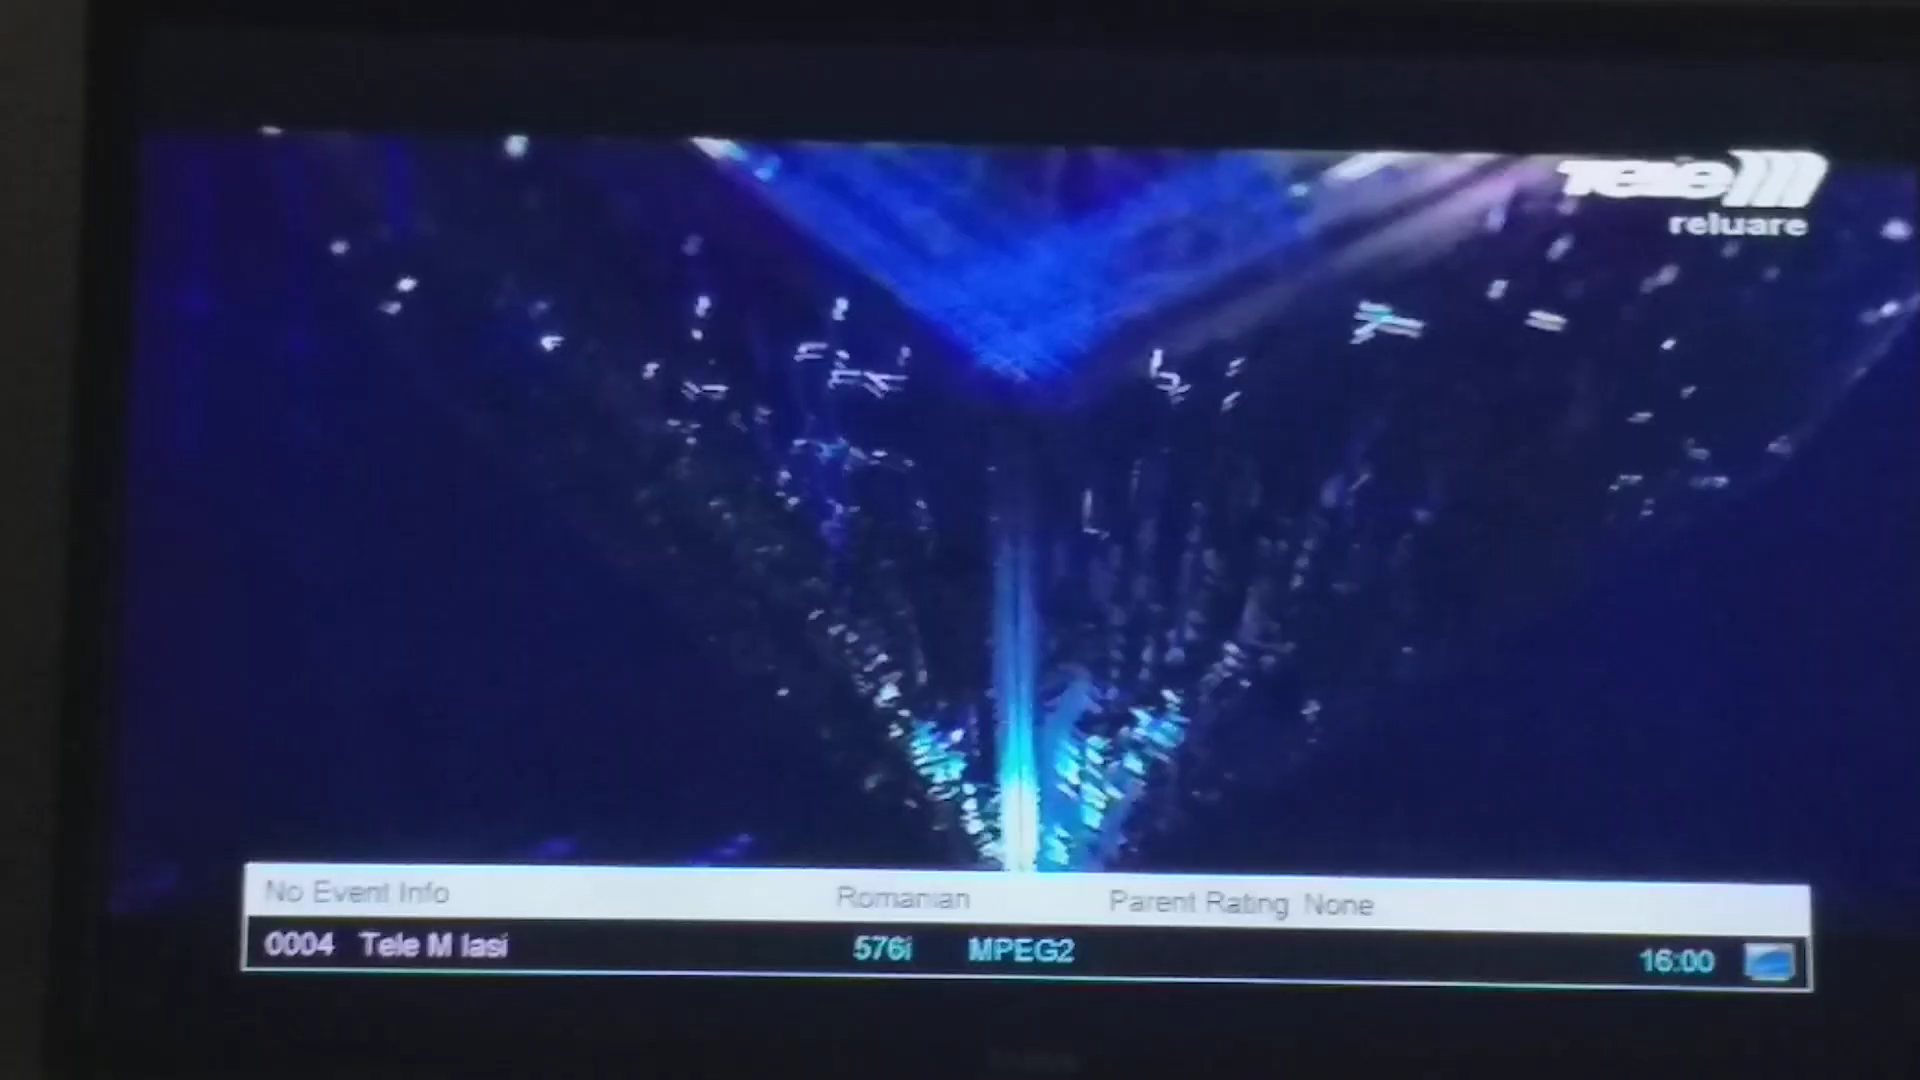 Tele M
reluare
No Event Info Romanian Parent Rating None
0004 Tele M Iasi 576i MPEG2 16:00